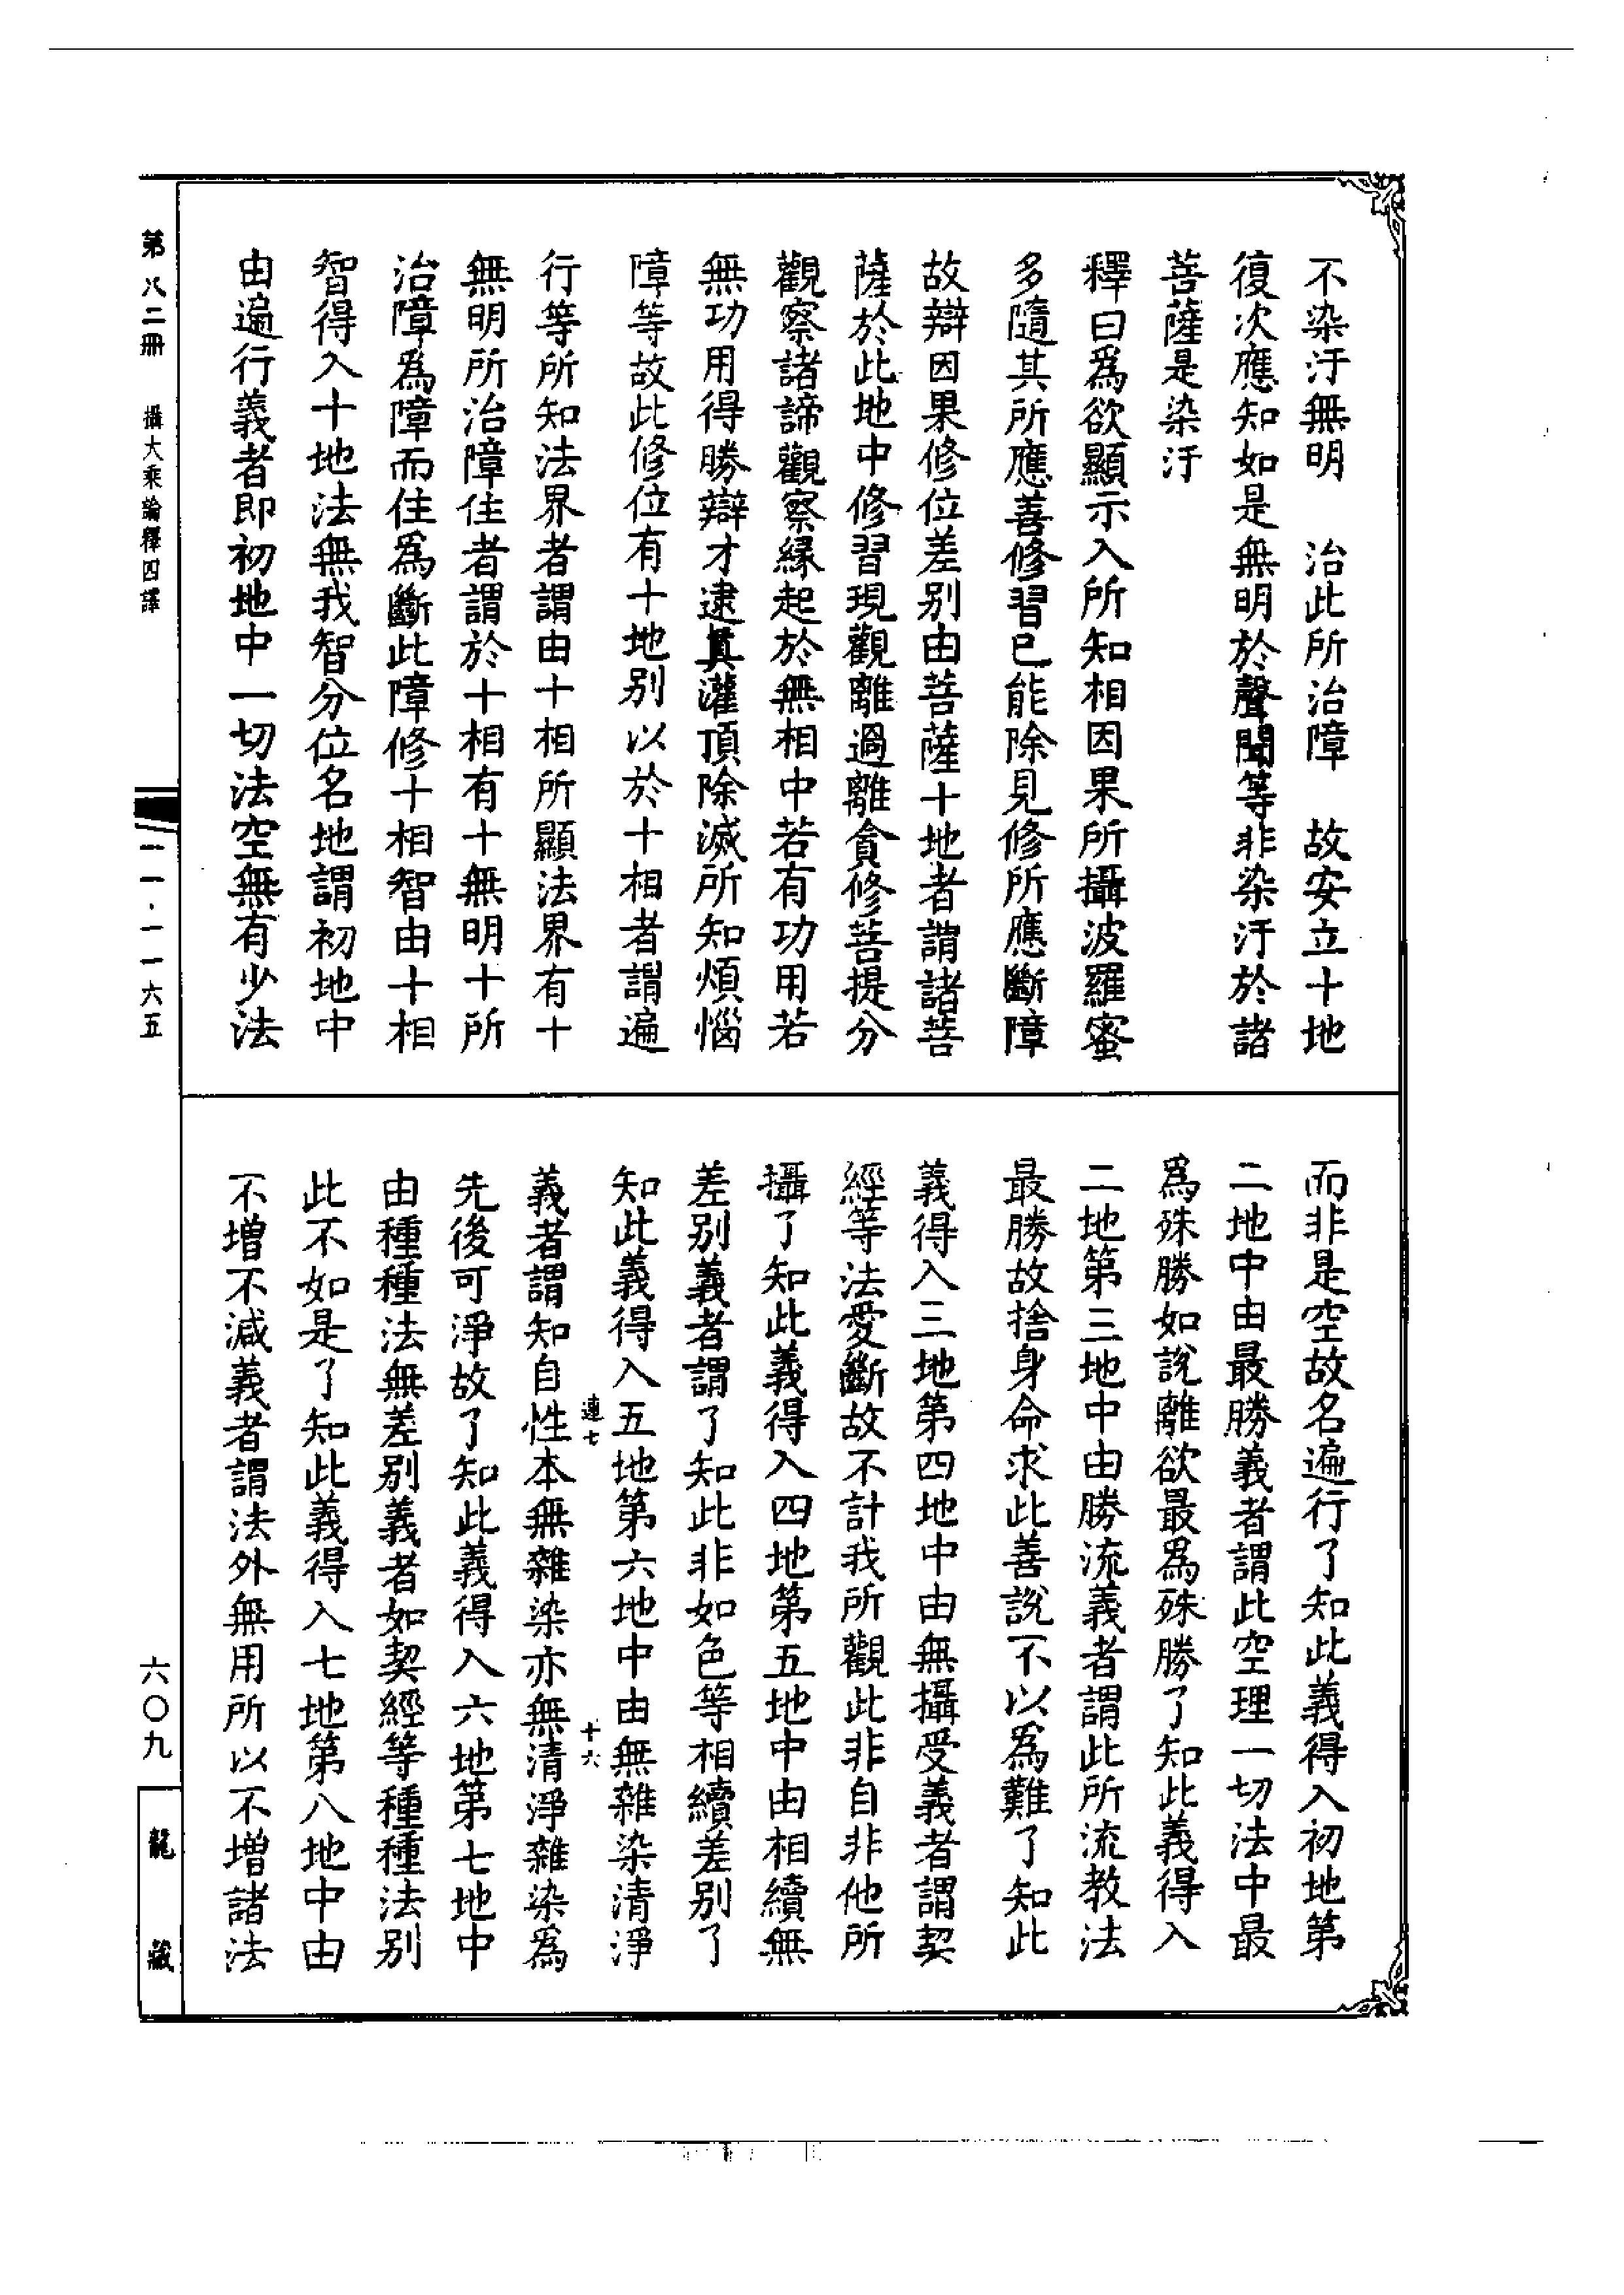 不染汙無明　治此所治障　故安立十地
復次應知如是無明於聲聞等非染汙於諸
菩薩是染汙
釋曰爲欲顯示入所知相因果所攝波羅蜜
多隨其所應善修習已能除見修所應斷障
故辯因果修位差别由菩薩十地者謂諸菩
薩於此地中修習現觀離過離貪修菩提分
觀察諸諦觀察緣起於無相中若有功用若
無功用得勝辯才逮真灌頂除滅所知煩惱
障等故此修位有十地别以於十相者謂遍
行等所知法界者謂由十相所顯法界有十
無明所治障住者謂於十相有十無明十所
治障爲障而住爲斷此障修十相智由十相
智得入十地法無我智分位名地謂初地中
由遍行義者即初地中一切法空無有少法
而非是空故名遍行了知此義得入初地第
二地中由最勝義者謂此空理一切法中最
爲殊勝如說離欲最爲殊勝了知此義得入
二地第三地中由勝流義者謂此所流教法
最勝故捨身命求此善說不以爲難了知此
義得入三地第四地中由無攝受義者謂契
經等法愛斷故不計我所觀此非自非他所
攝了知此義得入四地第五地中由相續無
差别義者謂了知此非如色等相續差别了
知此義得入五地第六地中由無雜染清淨
連七　十六
義者謂知自性本無雜染亦無清淨雜染爲
先後可淨故了知此義得入六地第七地中
由種種法無差别義者如契經等種種法别
此不如是了知此義得入七地第八地中由
不增不減義者謂法外無用所以不增諸法
第八二冊　攝大乘論釋四譯
一一一·一一六五
六〇九
龍藏